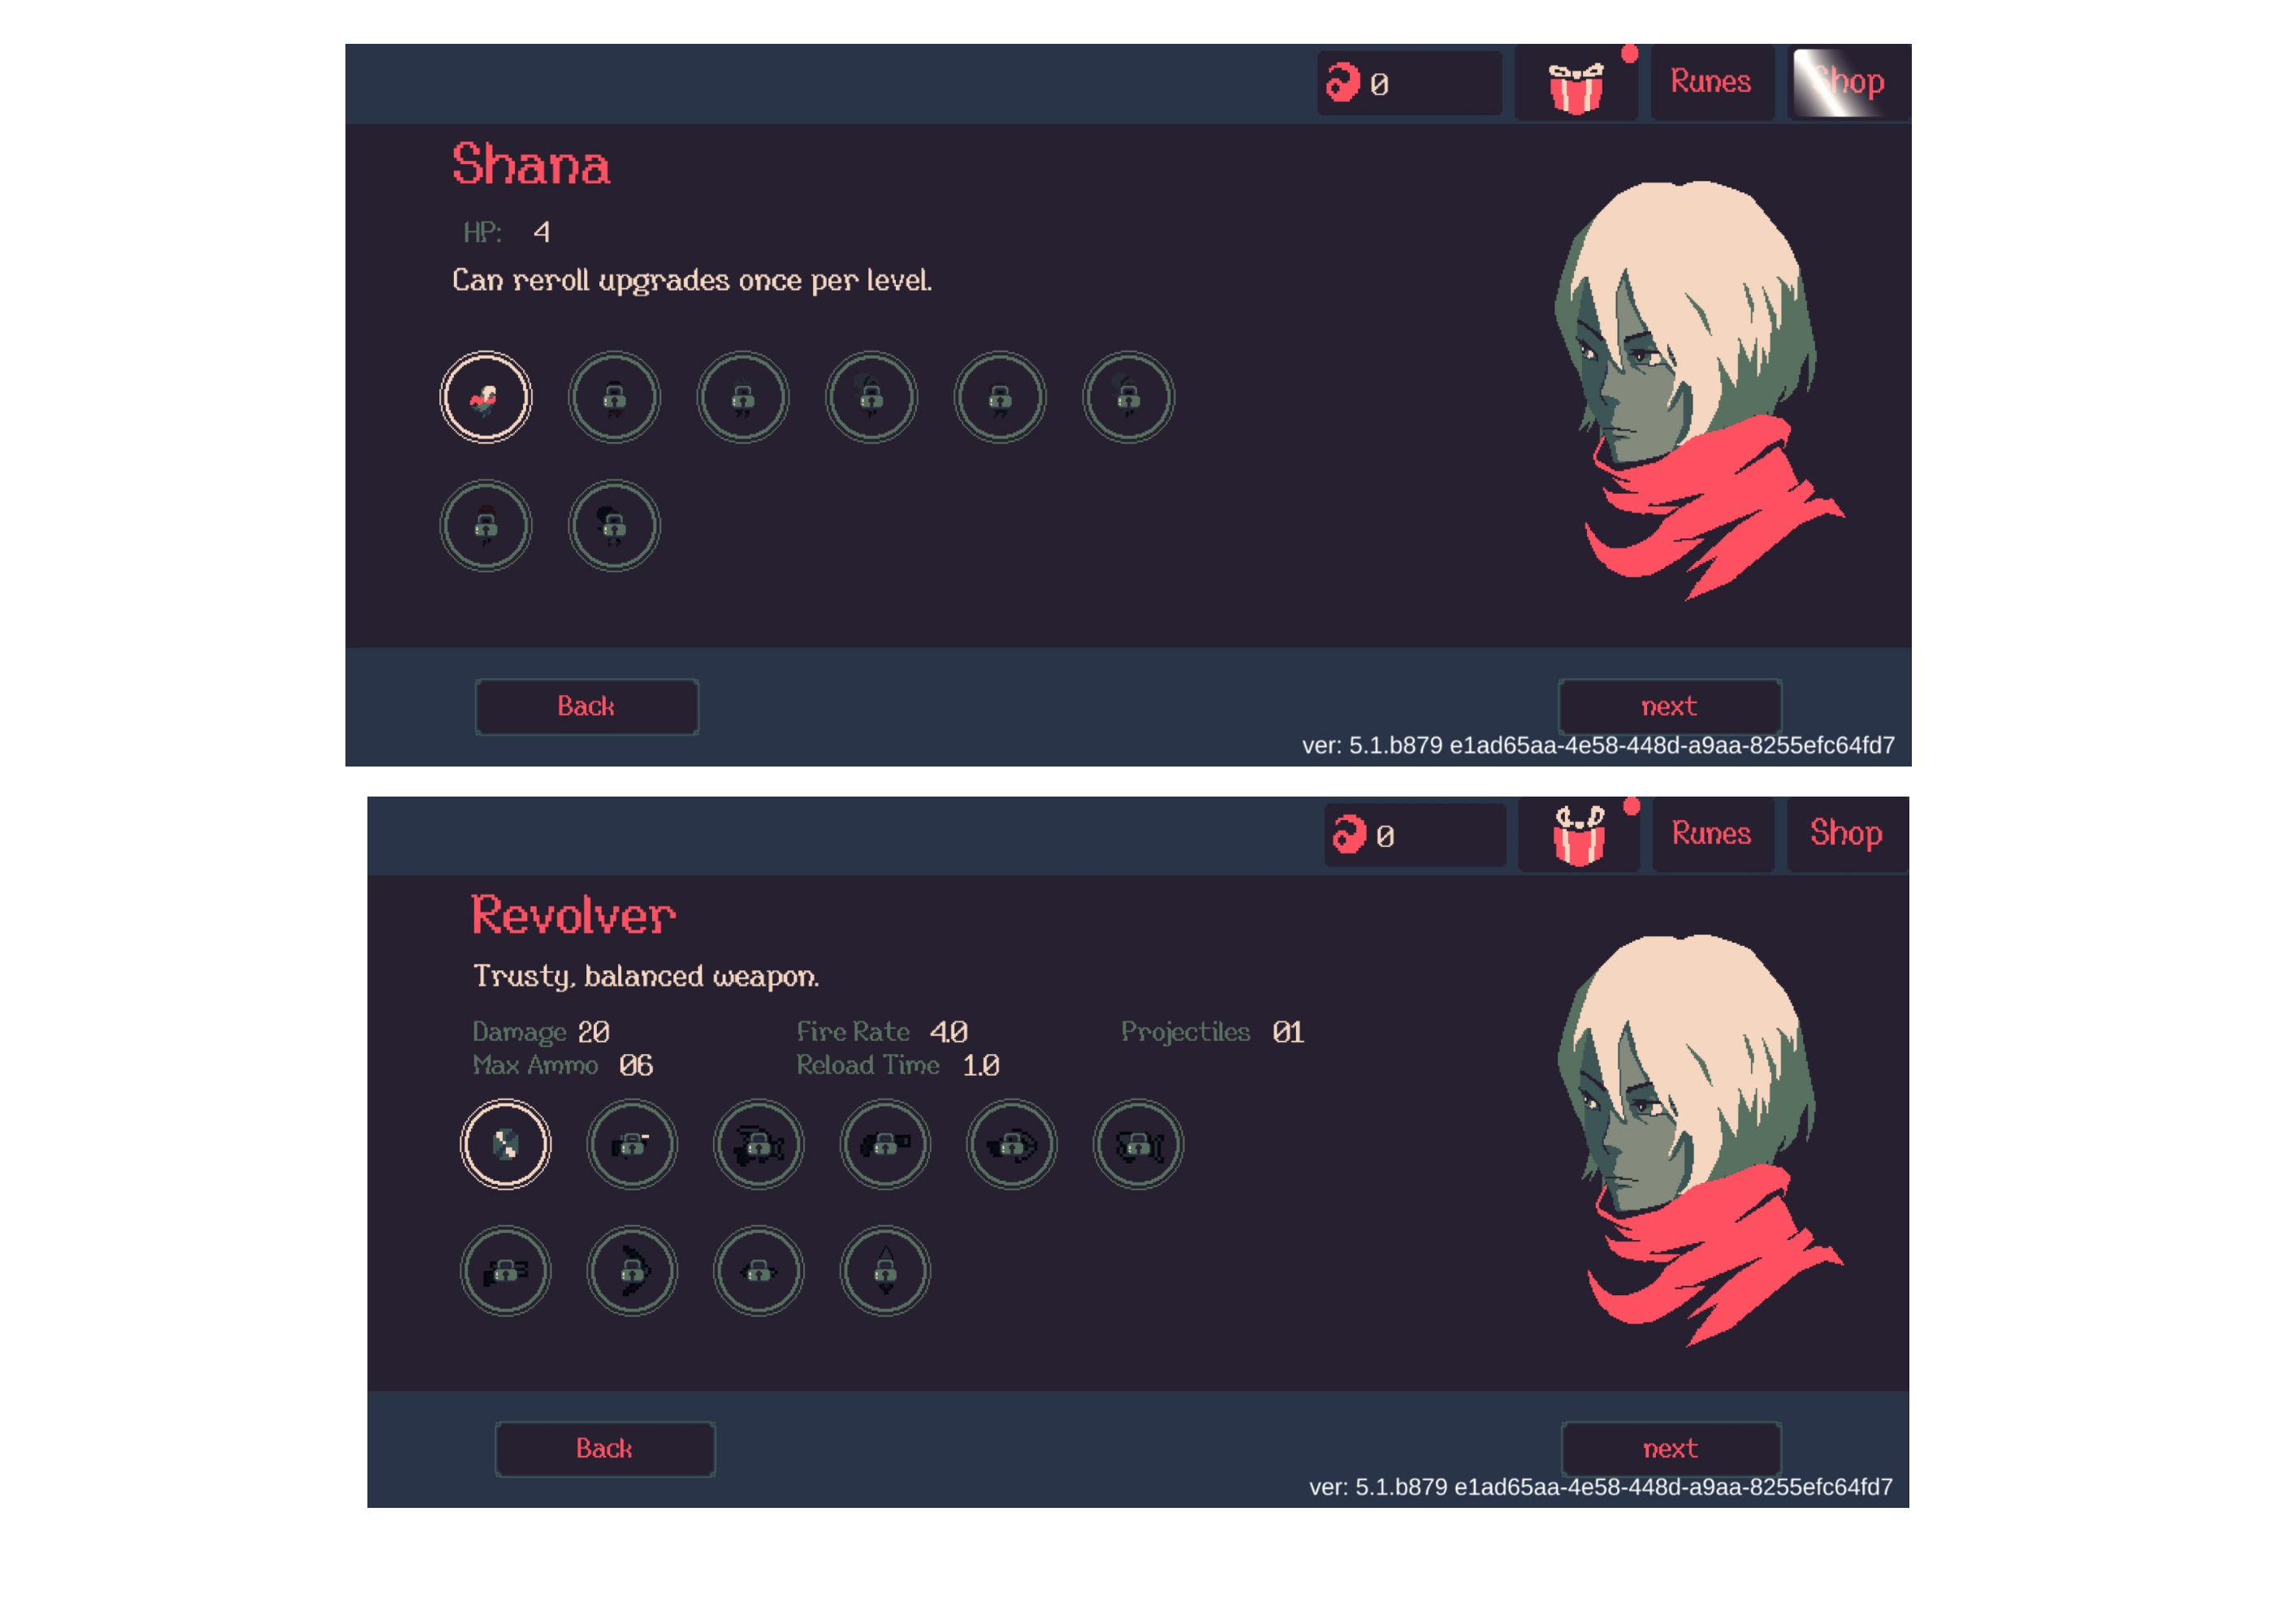 0
Runes
Shop
Shana
HP: 4
Can reroll upgrades once per level.
Back
next
ver: 5.1.b879 e1ad65aa-4e58-448d-a9aa-8255efc64fd7
0
Runes
Shop
Revolver
Trusty, balanced weapon.
Damage 20 Fire Rate 4.0 Projectiles 01
Max Ammo 06 Reload Time 1.0
Back
next
ver: 5.1.b879 e1ad65aa-4e58-448d-a9aa-8255efc64fd7